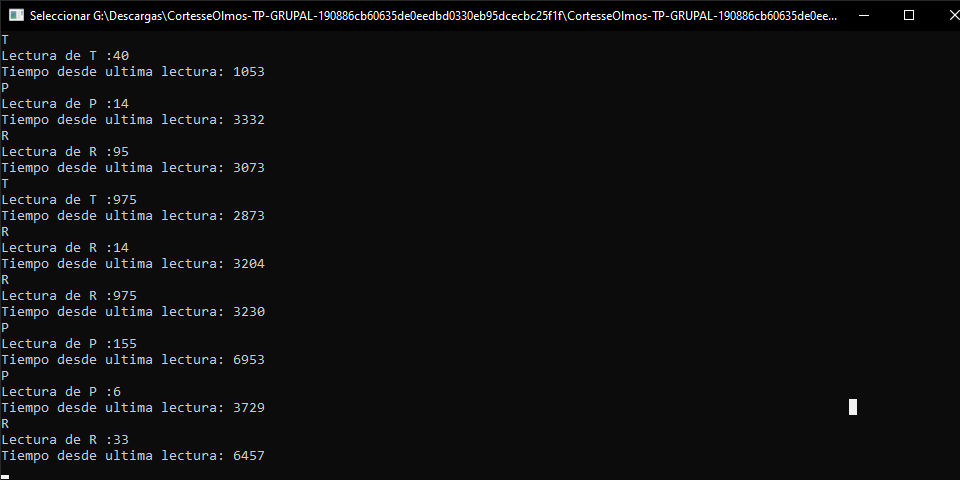 Seleccionar G:\Descargas\CortesseOlmos-TP-GRUPAL-190886cb60635de0eedbd0330eb95dcecbc25f1f\CortesseOlmos-TP-GRUPAL-190886cb60635de0ee...
T
Lectura de T :40
Tiempo desde ultima lectura: 1053
P
Lectura de P :14
Tiempo desde ultima lectura: 3332
R
Lectura de R :95
Tiempo desde ultima lectura: 3073
T
Lectura de T :975
Tiempo desde ultima lectura: 2873
R
Lectura de R :14
Tiempo desde ultima lectura: 3204
R
Lectura de R :975
Tiempo desde ultima lectura: 3230
P
Lectura de P :155
Tiempo desde ultima lectura: 6953
P
Lectura de P :6
Tiempo desde ultima lectura: 3729
R
Lectura de R :33
Tiempo desde ultima lectura: 6457